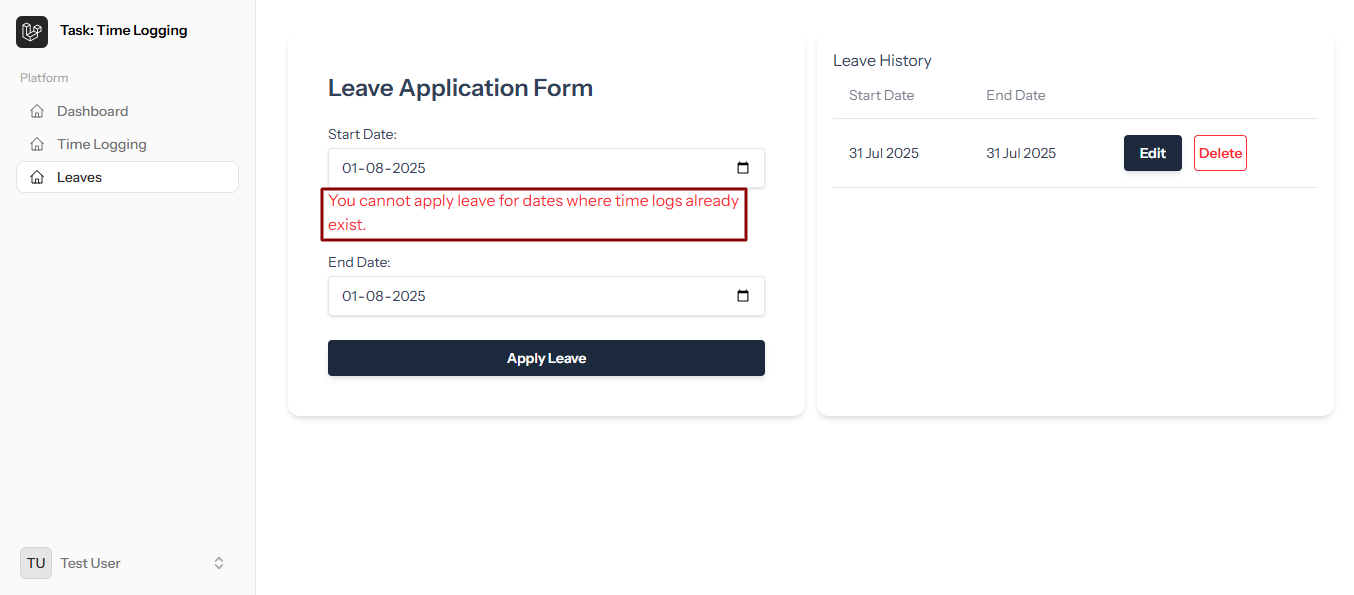 Task: Time Logging
Platform
Dashboard
Time Logging
Leaves
TU Test User
Leave Application Form
Start Date:
01-08-2025
You cannot apply leave for dates where time logs already
exist.
End Date:
01-08-2025
Apply Leave
Leave History
Start Date End Date
31 Jul 2025 31 Jul 2025 Edit Delete